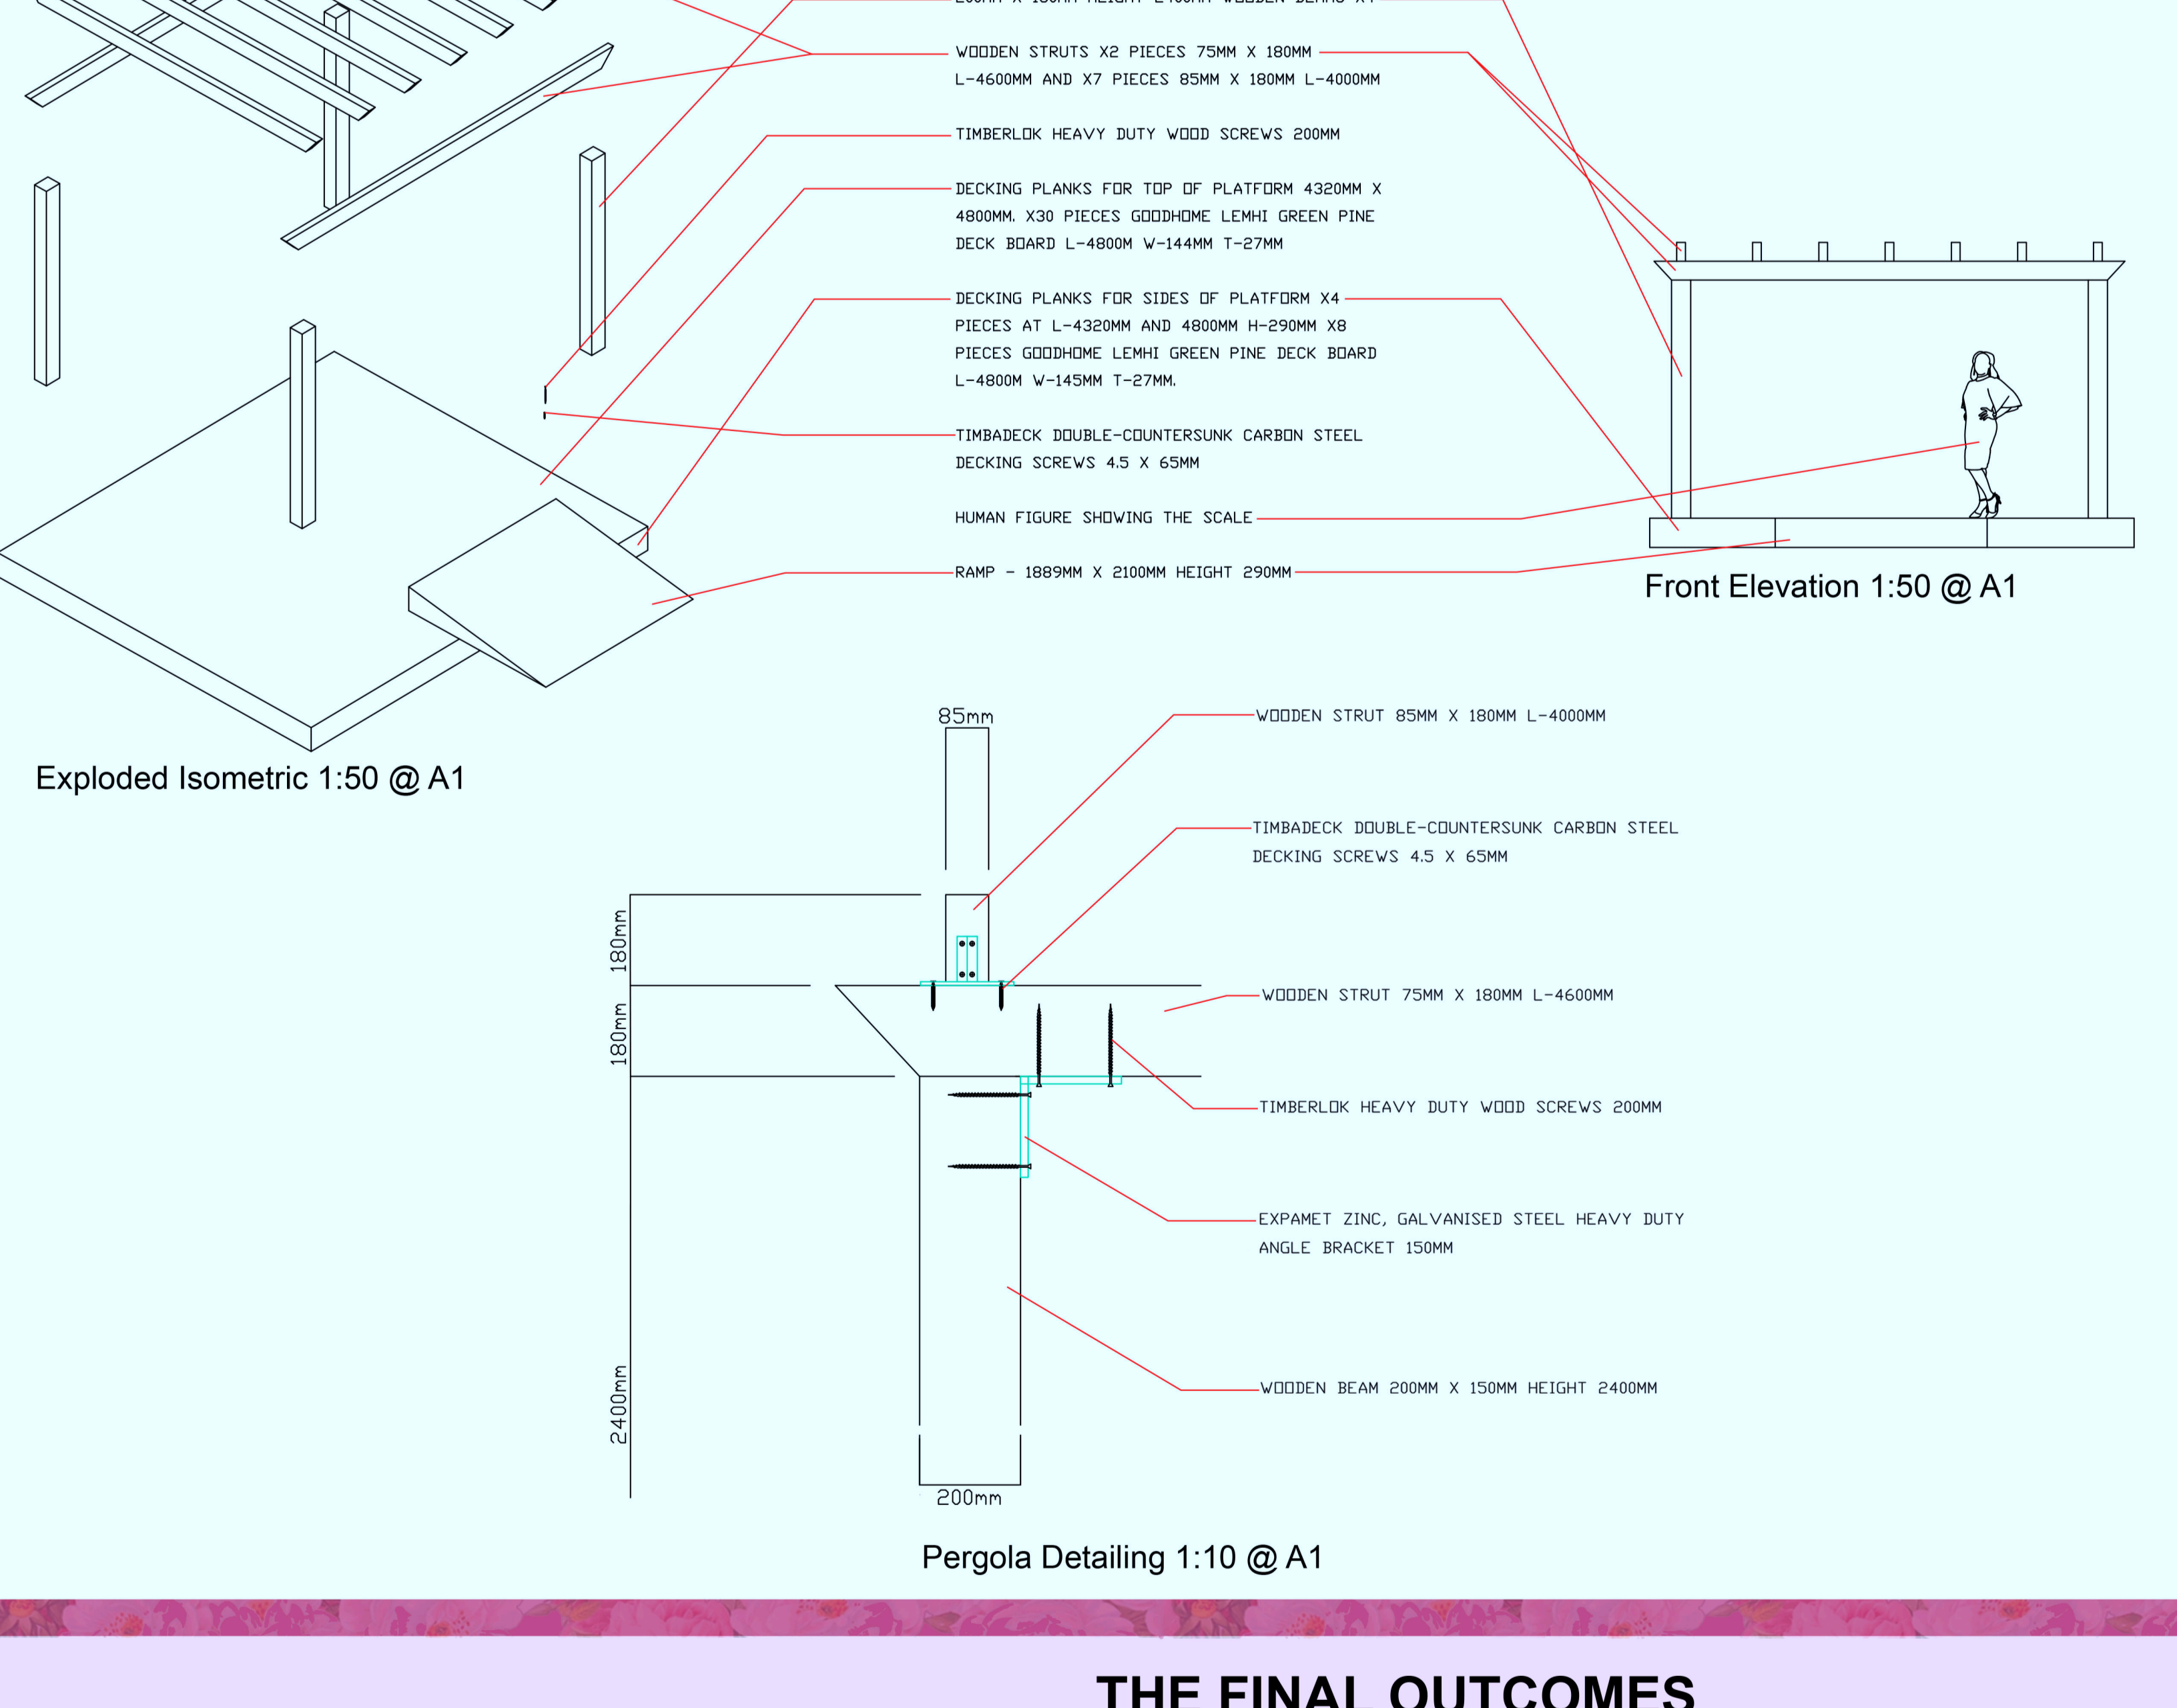 WOODEN STRUTS X2 PIECES 75MM X 180MM
L-4600MM AND X7 PIECES 85MM X 180MM L-4000MM
TIMBERLOK HEAVY DUTY WOOD SCREWS 200MM
DECKING PLANKS FOR TOP OF PLATFORM 4320MM X
4800MM. X30 PIECES GOODHOME LEMHI GREEN PINE
DECK BOARD L-4800M W-144MM T-27MM
DECKING PLANKS FOR SIDES OF PLATFORM X4
PIECES AT L-4320MM AND 4800MM H-290MM X8
PIECES GOODHOME LEMHI GREEN PINE DECK BOARD
L-4800M W-145MM T-27MM.
TIMBADECK DOUBLE-COUNTERSUNK CARBON STEEL
DECKING SCREWS 4.5 X 65MM
HUMAN FIGURE SHOWING THE SCALE
RAMP - 1889MM X 2100MM HEIGHT 290MM
Front Elevation 1:50 @ A1
Exploded Isometric 1:50 @ A1
85mm
WOODEN STRUT 85MM X 180MM L-4000MM
TIMBADECK DOUBLE-COUNTERSUNK CARBON STEEL
DECKING SCREWS 4.5 X 65MM
180mm
WOODEN STRUT 75MM X 180MM L-4600MM
180mm
TIMBERLOK HEAVY DUTY WOOD SCREWS 200MM
EXPAMET ZINC, GALVANISED STEEL HEAVY DUTY
ANGLE BRACKET 150MM
WOODEN BEAM 200MM X 150MM HEIGHT 2400MM
2400mm
200mm
Pergola Detailing 1:10 @ A1
THE FINAL OUTCOMES